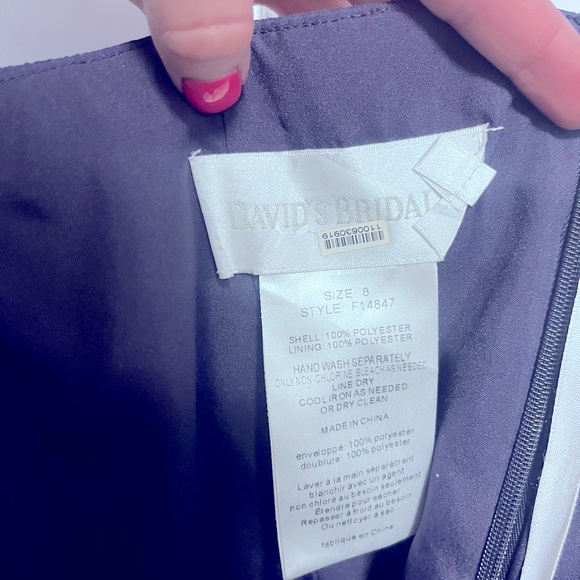 DAVID'S BRIDAL
1100630919
SIZE 8
STYLE F14847
SHELL: 100% POLYESTER
LINING: 100% POLYESTER
HAND WASH SEPARATELY
ONLY NON-CHLORINE BLEACH AS NEEDED
LINE DRY
COOL IRON AS NEEDED
OR DRY CLEAN
MADE IN CHINA
enveloppe: 100% polyester
doublure: 100% polyester
Laver à la main séparément
blanchir avec un agent
non chloré au besoin seulement
Étendre pour sécher
Repasser à froid au besoin
Ou nettoyer à sec
fabriqué en Chine